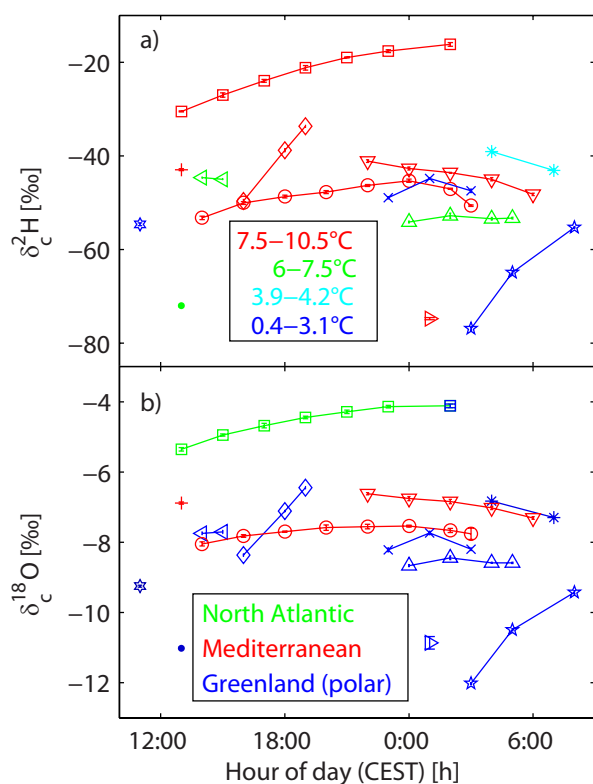 a)
δ²cH [‰]
−20
−40
−60
−80
7.5−10.5°C
6−7.5°C
3.9−4.2°C
0.4−3.1°C
b)
δ¹⁸cO [‰]
−4
−6
−8
−10
−12
North Atlantic
Mediterranean
Greenland (polar)
12:00 18:00 0:00 6:00
Hour of day (CEST) [h]